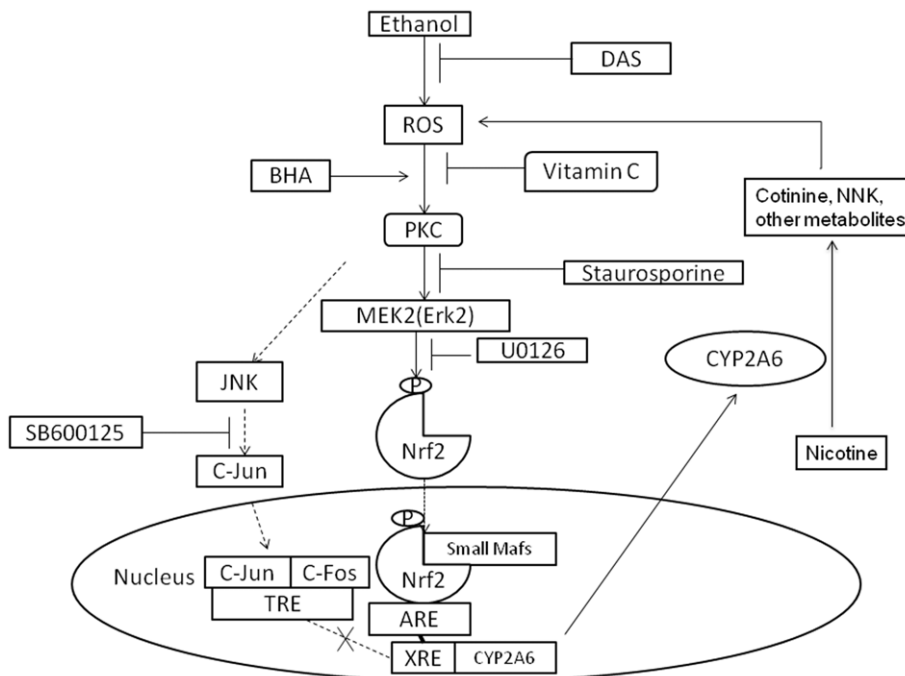 Ethanol
DAS
ROS
BHA
Vitamin C
Cotinine, NNK,
other metabolites
PKC
Staurosporine
MEK2(Erk2)
U0126
CYP2A6
JNK
P
SB600125
Nrf2
Nicotine
C-Jun
P
Small Mafs
Nucleus
C-Jun
C-Fos
Nrf2
TRE
ARE
XRE
CYP2A6